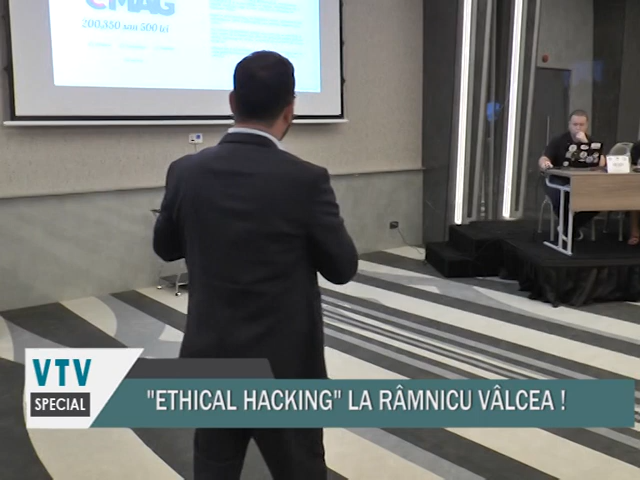 eMAG
200,350 sau 500 lei
VTV
SPECIAL
"ETHICAL HACKING" LA RÂMNICU VÂLCEA !